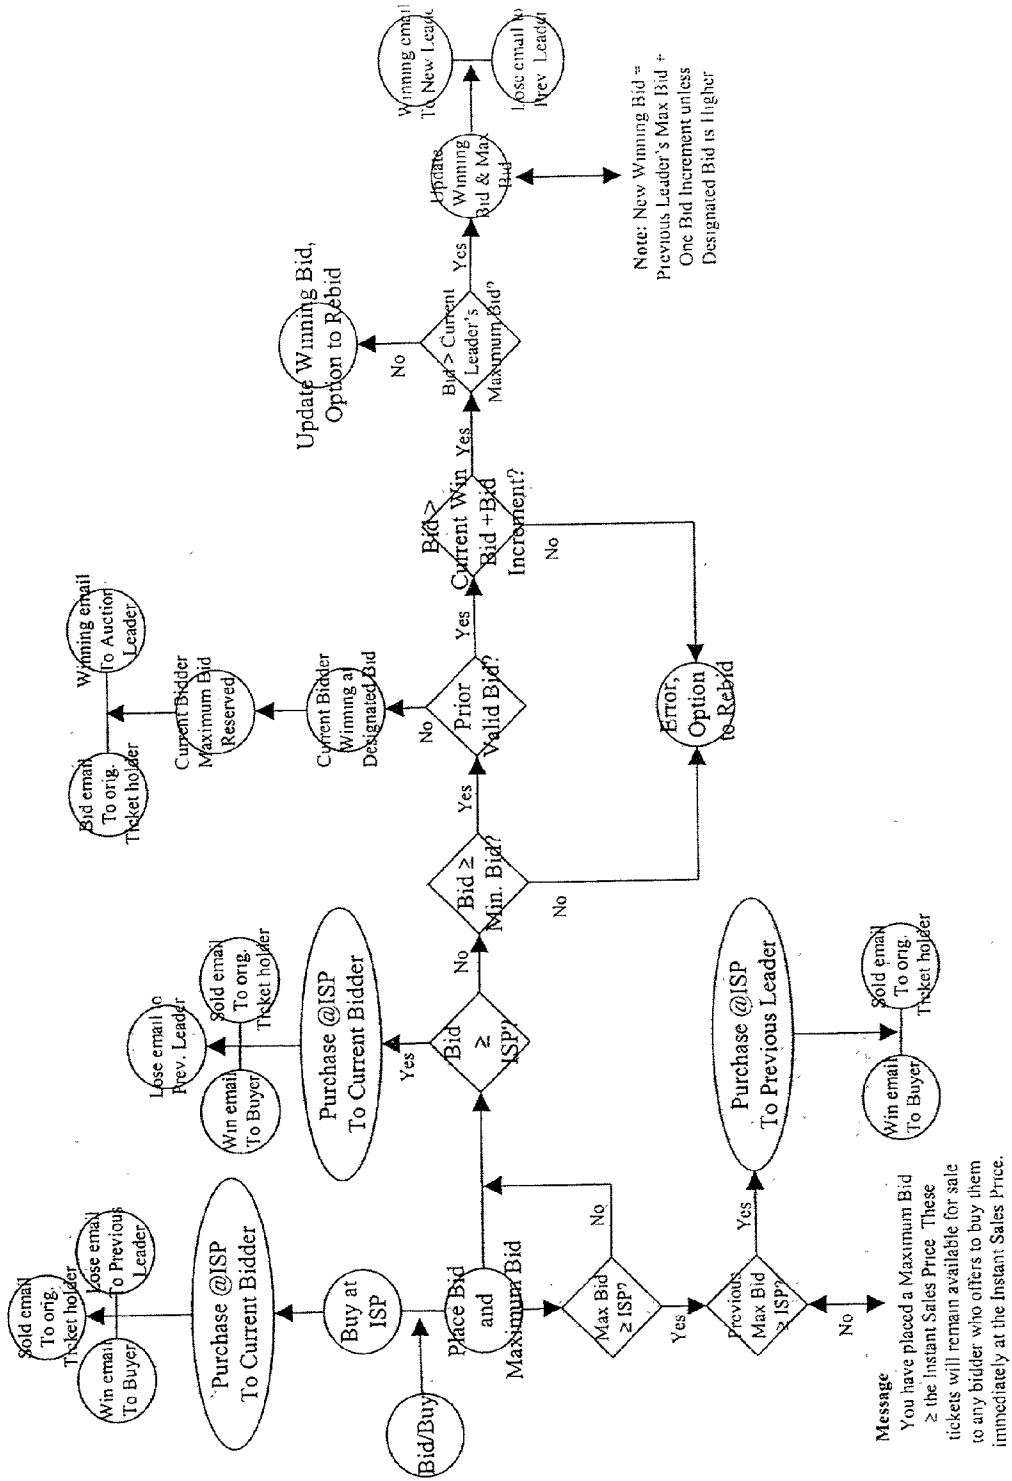 Bid/Buy
Buy at
ISP
Purchase @ISP
To Current Bidder
Win email
To Buyer
Sold email
To orig.
Ticket holder
Lose email
To Previous
Leader
Place Bid
and
Maximum Bid
Max Bid
≥ ISP?
No
Yes
Previous
Max Bid
≥ ISP?
No
Message
You have placed a Maximum Bid
≥ the Instant Sales Price These
tickets will remain available for sale
to any bidder who offers to buy them
immediately at the Instant Sales Price.
Yes
Purchase @ISP
To Previous Leader
Win email
To Buyer
Sold email
To orig.
Ticket holder
Bid
≥
ISP?
Yes
Purchase @ISP
To Current Bidder
Win email
To Buyer
Lose email to
Prev. Leader
Sold email
To orig.
Ticket holder
No
Bid ≥
Min. Bid?
No
Yes
Prior
Valid Bid?
No
Current Bidder
Winning at
Designated Bid
Current Bidder
Maximum Bid
Reserved
Bid email
To orig.
Ticket holder
Winning email
To Auction
Leader
Yes
Bid >
Current Win
Bid +Bid
Increment?
No
Error,
Option
to Rebid
Yes
Bid > Current
Leader's
Maximum Bid?
No
Update Winning Bid,
Option to Rebid
Yes
Update
Winning
Bid & Max
Bid
Winning email
To New Leade
Lose email to
Prev Leader
Note: New Winning Bid =
Previous Leader's Max Bid +
One Bid Increment unless
Designated Bid is Higher